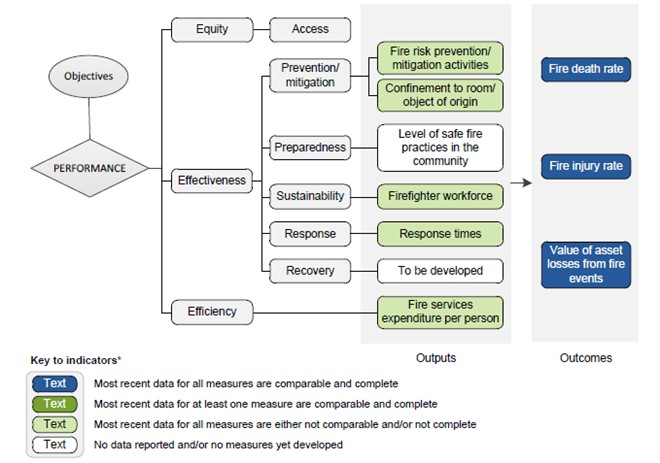 Objectives
PERFORMANCE
Equity
Access
Effectiveness
Prevention/
mitigation
Fire risk prevention/
mitigation activities
Confinement to room/
object of origin
Preparedness
Level of safe fire
practices in the
community
Sustainability
Firefighter workforce
Response
Response times
Recovery
To be developed
Efficiency
Fire services
expenditure per person
Outputs
Fire death rate
Fire injury rate
Value of asset
losses from fire
events
Outcomes
Key to indicators*
Text Most recent data for all measures are comparable and complete
Text Most recent data for at least one measure are comparable and complete
Text Most recent data for all measures are either not comparable and/or not complete
Text No data reported and/or no measures yet developed